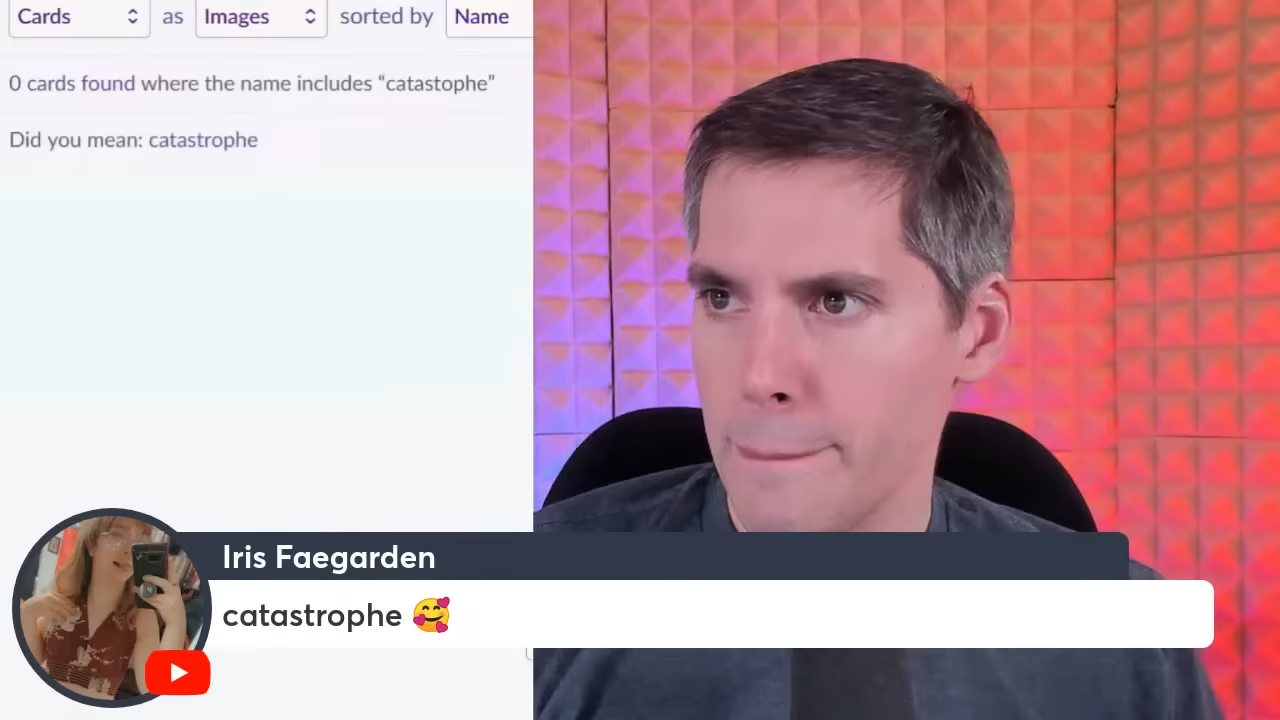 Cards as Images sorted by Name
0 cards found where the name includes “catastophe”
Did you mean: catastrophe
Iris Faegarden
catastrophe 🥰